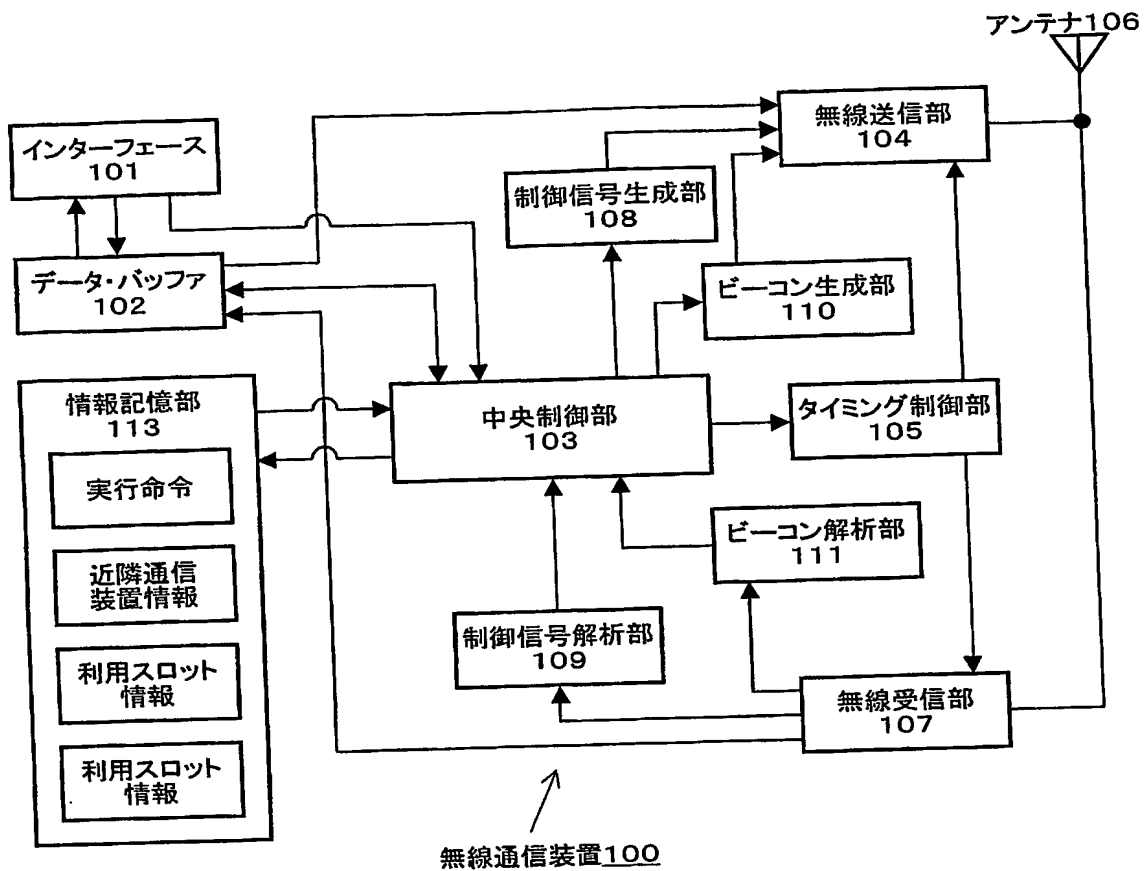 アンテナ106
無線送信部
104
インターフェース
101
制御信号生成部
108
データ・バッファ
102
ビーコン生成部
110
情報記憶部
113
中央制御部
103
タイミング制御部
105
実行命令
近隣通信
装置情報
ビーコン解析部
111
制御信号解析部
109
利用スロット
情報
無線受信部
107
利用スロット
情報
無線通信装置100